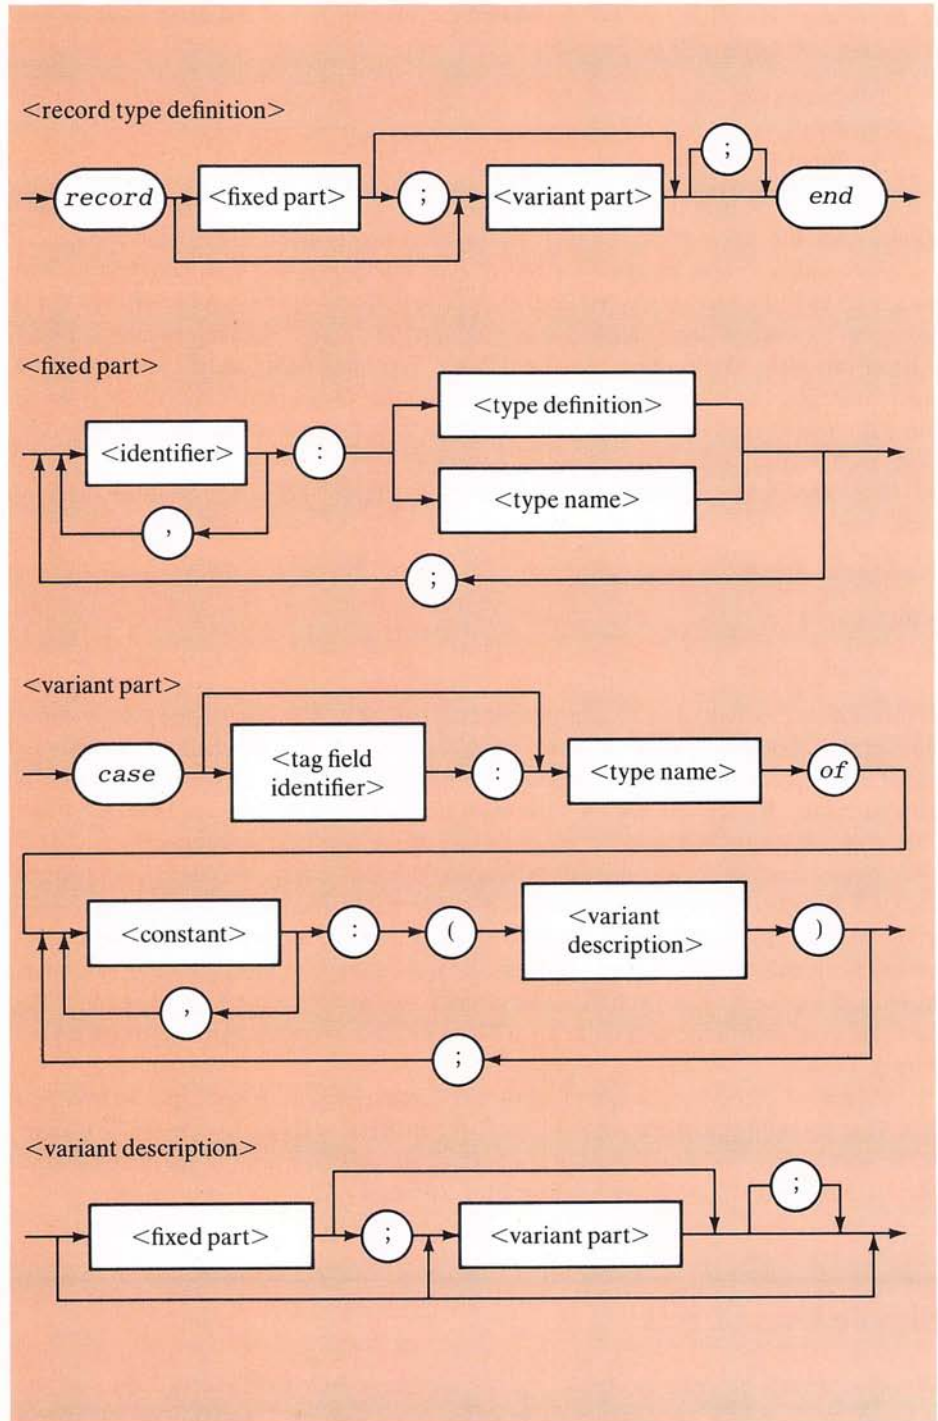 <record type definition>
;
record <fixed part> ; <variant part> end
<fixed part>
<type definition>
<identifier> :
<type name>
,
;
<variant part>
case <tag field identifier> : <type name> of
<constant> : ( <variant description> )
,
;
<variant description>
;
<fixed part> ; <variant part>